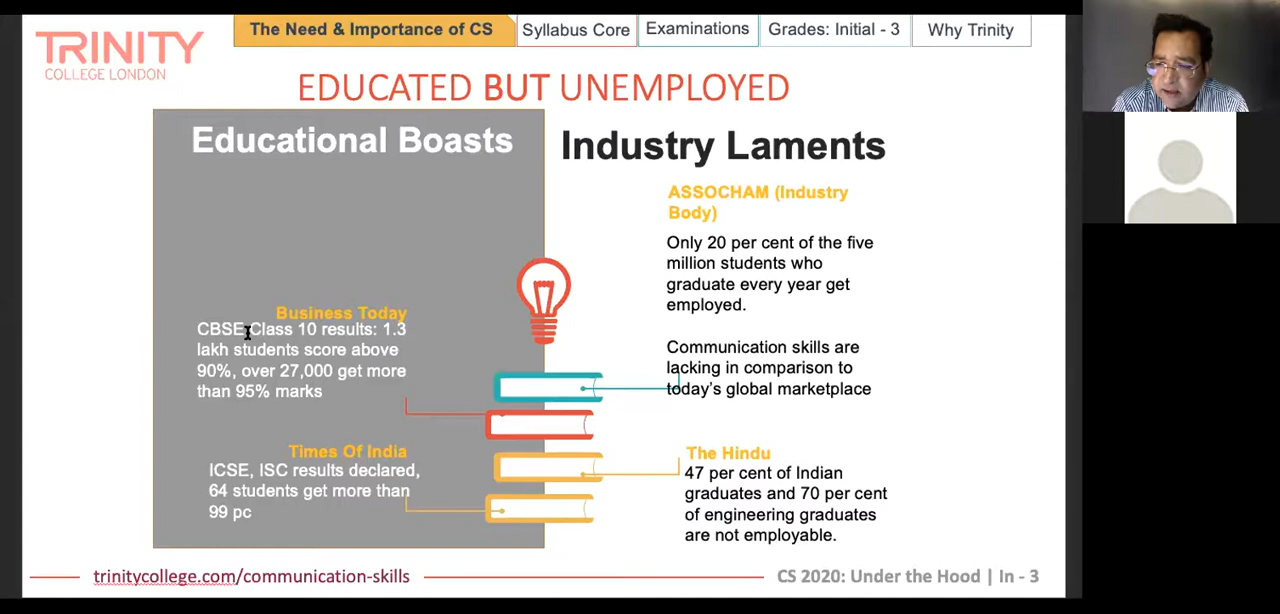 TRINITY
COLLEGE LONDON
The Need & Importance of CS
Syllabus Core
Examinations
Grades: Initial - 3
Why Trinity
EDUCATED BUT UNEMPLOYED
Educational Boasts
Business Today
CBSE Class 10 results: 1.3
lakh students score above
90%, over 27,000 get more
than 95% marks
Times Of India
ICSE, ISC results declared,
64 students get more than
99 pc
Industry Laments
ASSOCHAM (Industry
Body)
Only 20 per cent of the five
million students who
graduate every year get
employed.
Communication skills are
lacking in comparison to
today's global marketplace
The Hindu
47 per cent of Indian
graduates and 70 per cent
of engineering graduates
are not employable.
trinitycollege.com/communication-skills
CS 2020: Under the Hood | In - 3